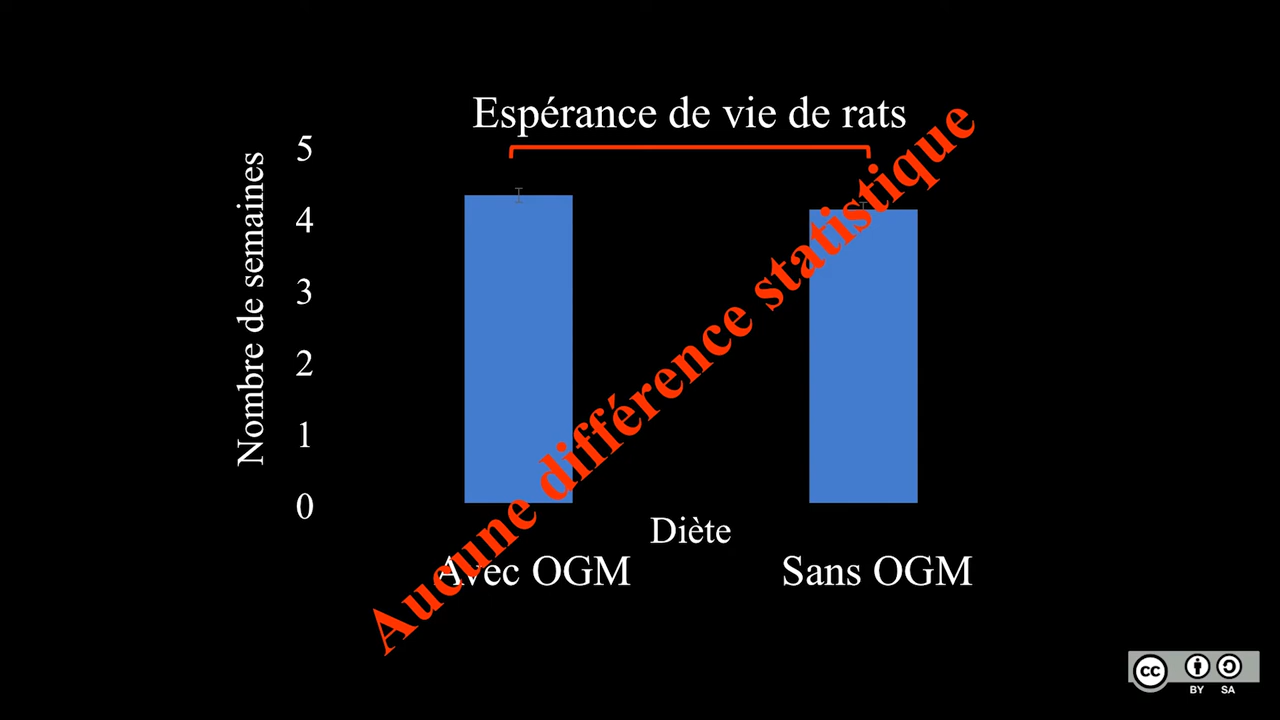 Espérance de vie de rats
Nombre de semaines
5
4
3
2
1
0
Diète
Avec OGM
Sans OGM
Aucune différence statistique
cc
BY
SA